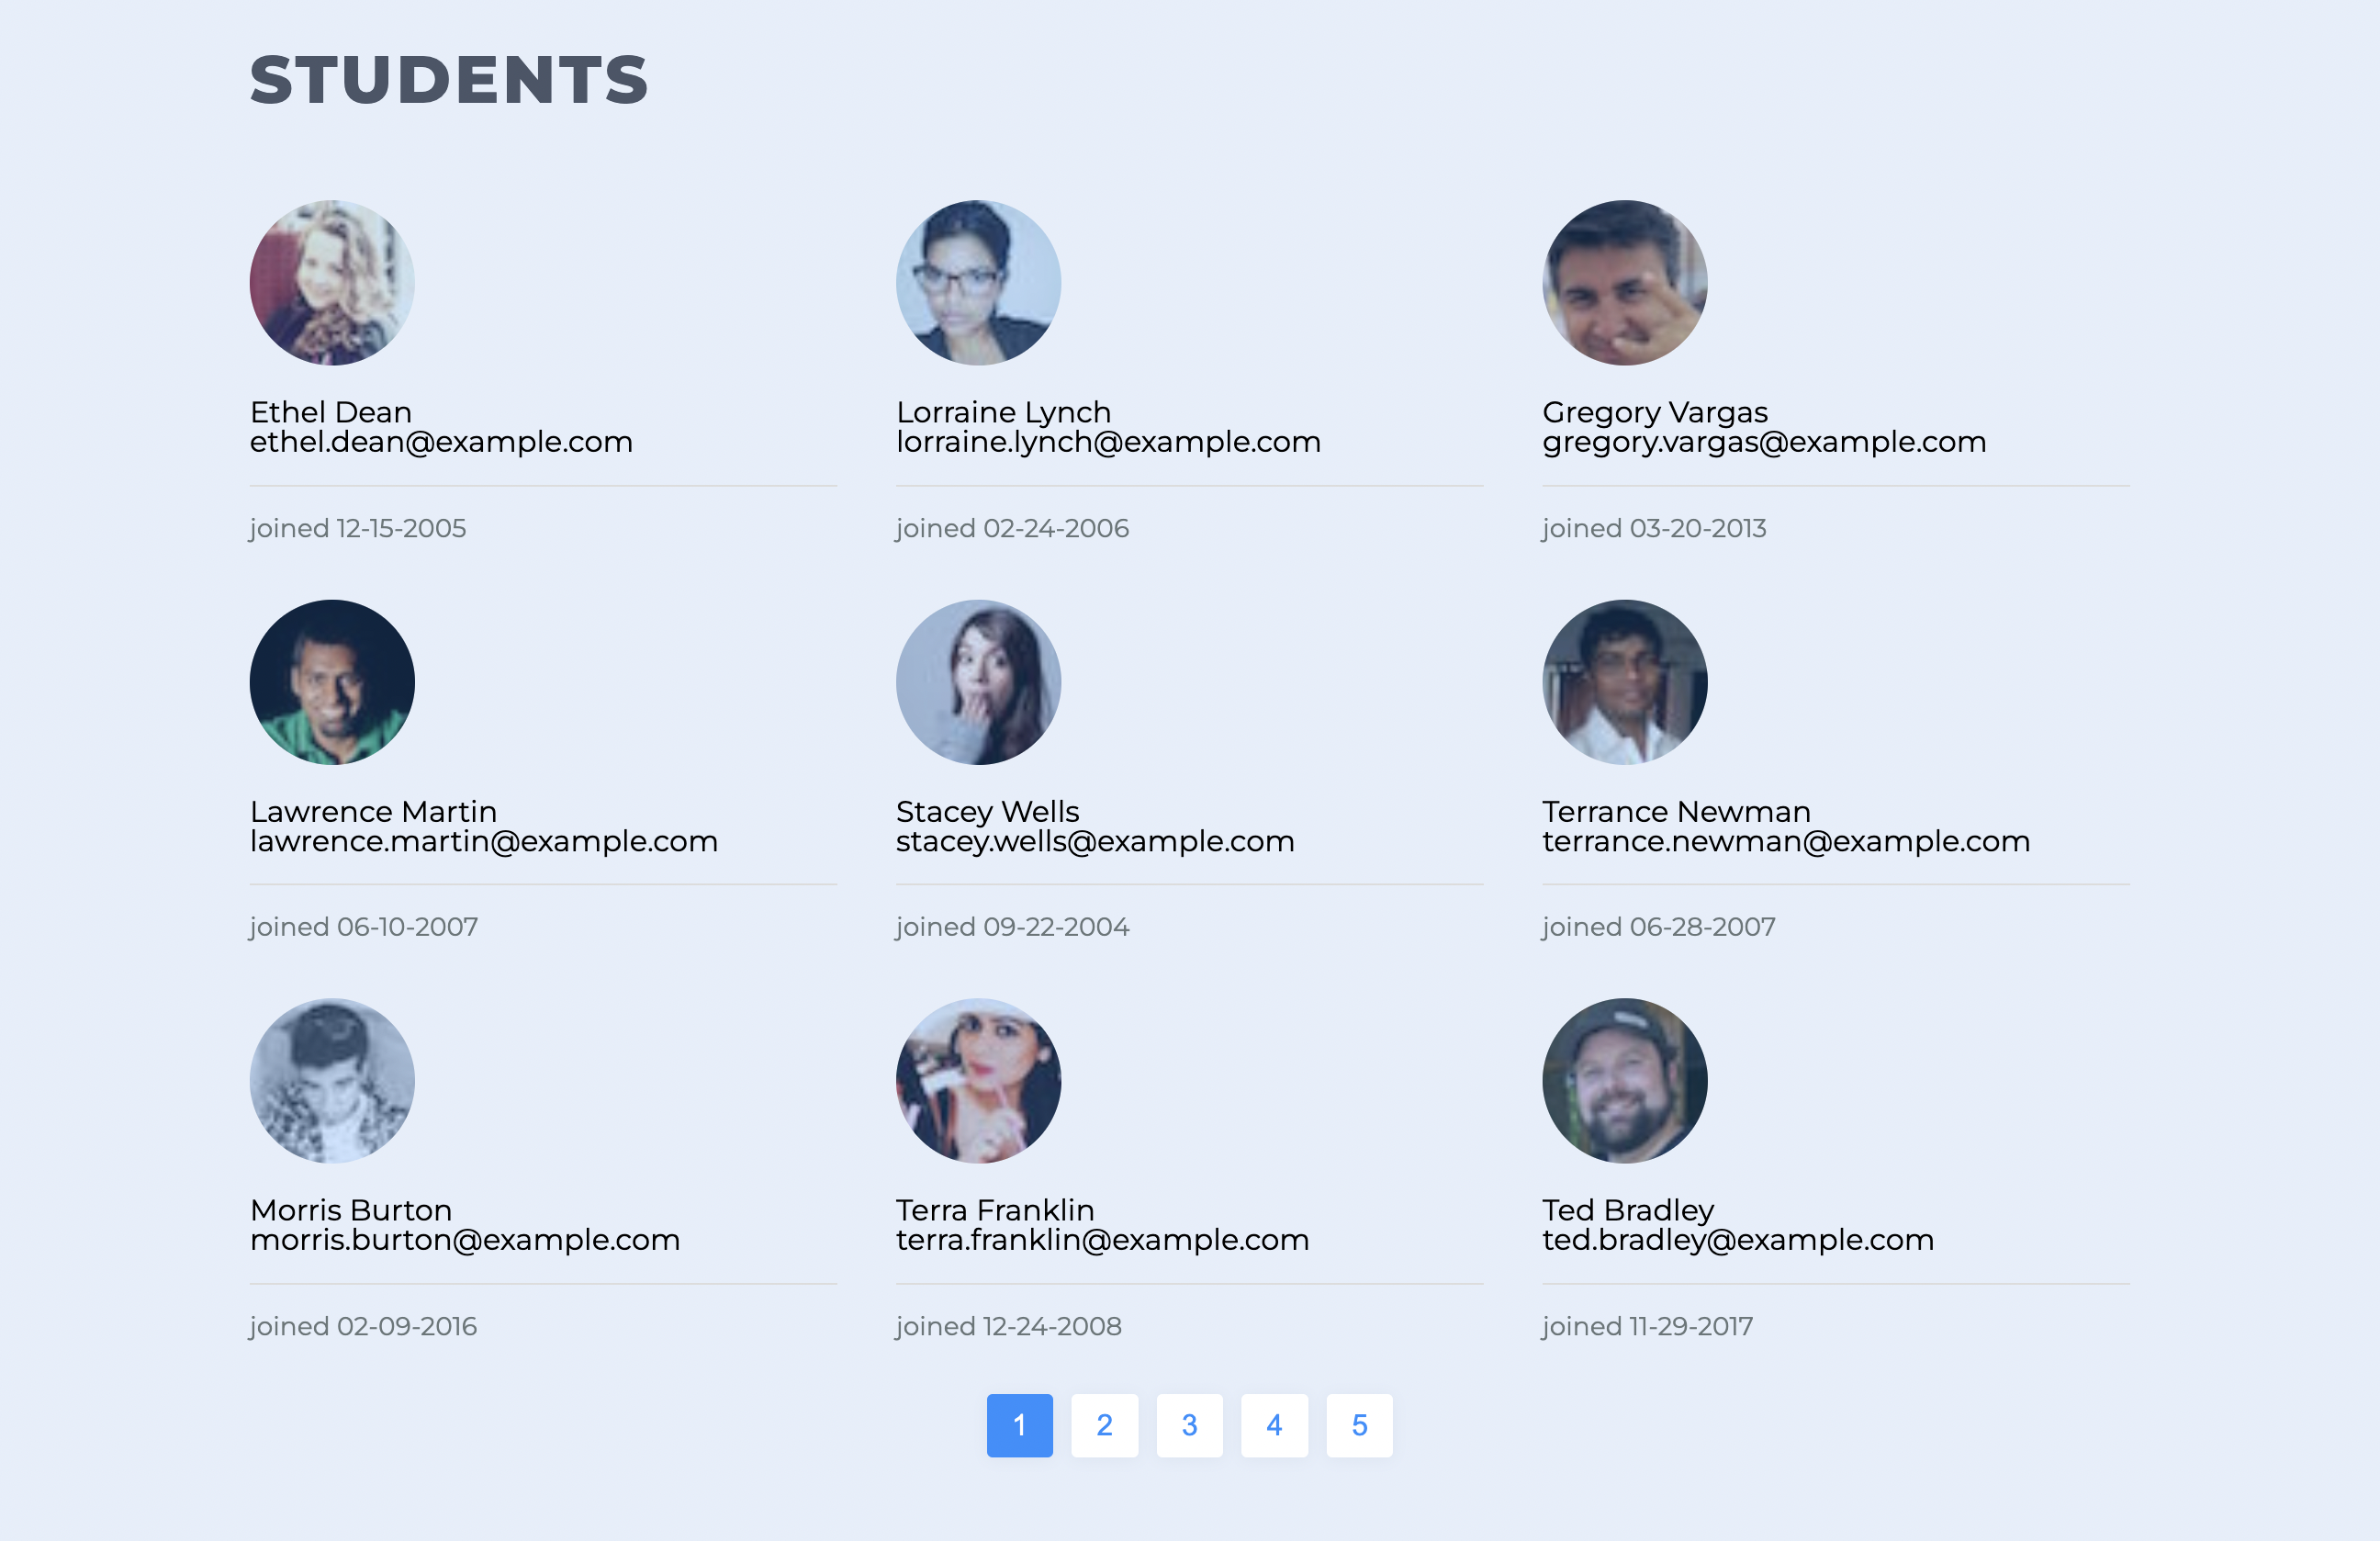 STUDENTS
Ethel Dean
ethel.dean@example.com
joined 12-15-2005
Lorraine Lynch
lorraine.lynch@example.com
joined 02-24-2006
Gregory Vargas
gregory.vargas@example.com
joined 03-20-2013
Lawrence Martin
lawrence.martin@example.com
joined 06-10-2007
Stacey Wells
stacey.wells@example.com
joined 09-22-2004
Terrance Newman
terrance.newman@example.com
joined 06-28-2007
Morris Burton
morris.burton@example.com
joined 02-09-2016
Terra Franklin
terra.franklin@example.com
joined 12-24-2008
Ted Bradley
ted.bradley@example.com
joined 11-29-2017
1 2 3 4 5